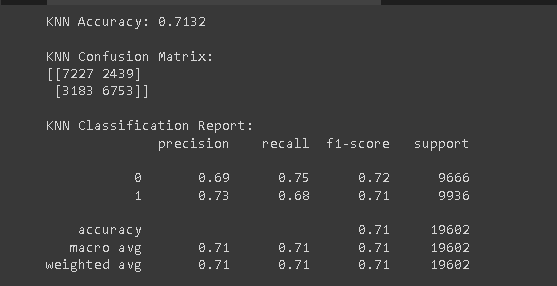 KNN Accuracy: 0.7132
KNN Confusion Matrix:
[[7227 2439]
 [3183 6753]]
KNN Classification Report:
precision recall f1-score support
0 0.69 0.75 0.72 9666
1 0.73 0.68 0.71 9936
accuracy 0.71 19602
macro avg 0.71 0.71 0.71 19602
weighted avg 0.71 0.71 0.71 19602